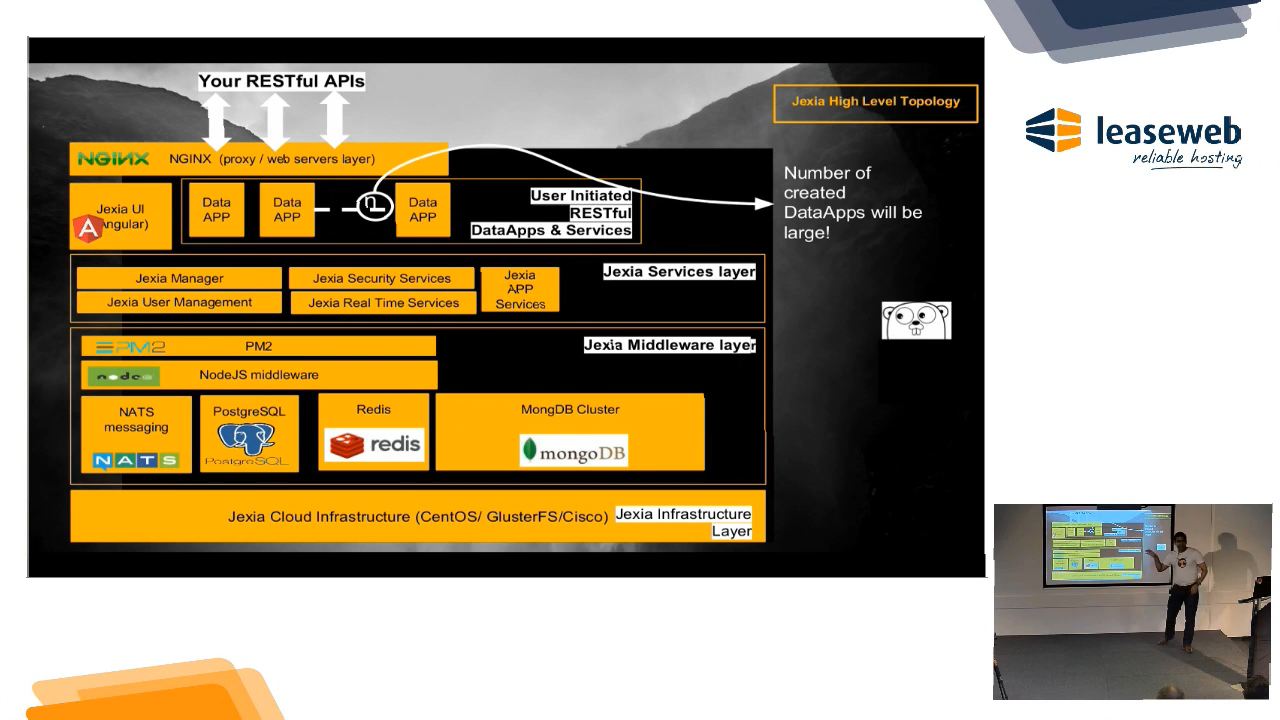 Your RESTful APIs
Jexia High Level Topology
leaseweb
reliable hosting
NGINX
NGINX (proxy / web servers layer)
Number of
created
DataApps will be
large!
Jexia UI
Angular)
A
Data
APP
Data
APP
n
Data
APP
User Initiated
RESTful
DataApps & Services
Jexia Manager
Jexia Security Services
Jexia
APP
Services
Jexia Services layer
Jexia User Management
Jexia Real Time Services
PM2
PM2
Jexia Middleware layer
node
NodeJS middleware
NATS
messaging
NATS
PostgreSQL
PostgreSQL
Redis
redis
MongDB Cluster
mongoDB
Jexia Cloud Infrastructure (CentOS/ GlusterFS/Cisco)
Jexia Infrastructure
Layer